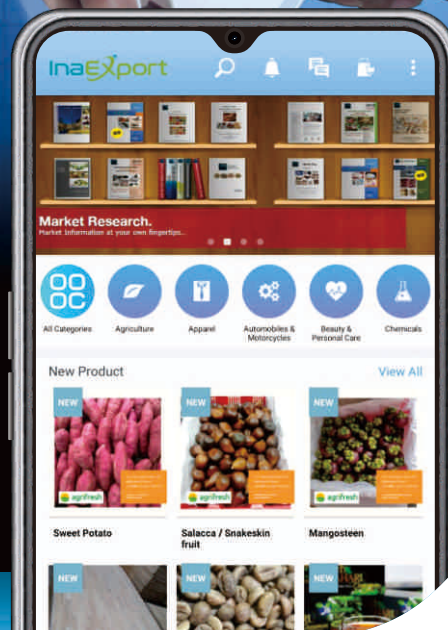 InaExport
Market Research.
Market Information at your own fingertips...
All Categories
Agriculture
Apparel
Automobiles &
Motorcycles
Beauty &
Personal Care
Chemicals
New Product
View All
NEW
NEW
NEW
agrifresh
agrifresh
agrifresh
Sweet Potato
Salacca / Snakeskin
fruit
Mangosteen
NEW
NEW
NEW